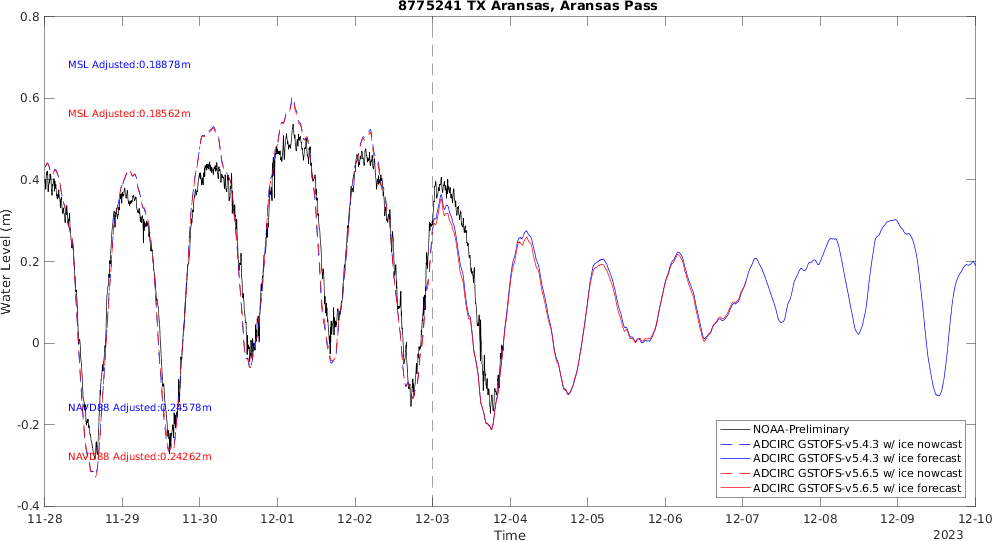 8775241 TX Aransas, Aransas Pass
0.8
0.6
0.4
0.2
0
-0.2
-0.4
Water Level (m)
MSL Adjusted:0.18878m
MSL Adjusted:0.18562m
NAVD88 Adjusted:0.24578m
NAVD88 Adjusted:0.24262m
NOAA-Preliminary
ADCIRC GSTOFS-v5.4.3 w/ ice nowcast
ADCIRC GSTOFS-v5.4.3 w/ ice forecast
ADCIRC GSTOFS-v5.6.5 w/ ice nowcast
ADCIRC GSTOFS-v5.6.5 w/ ice forecast
11-28 11-29 11-30 12-01 12-02 12-03 12-04 12-05 12-06 12-07 12-08 12-09 12-10
Time
2023